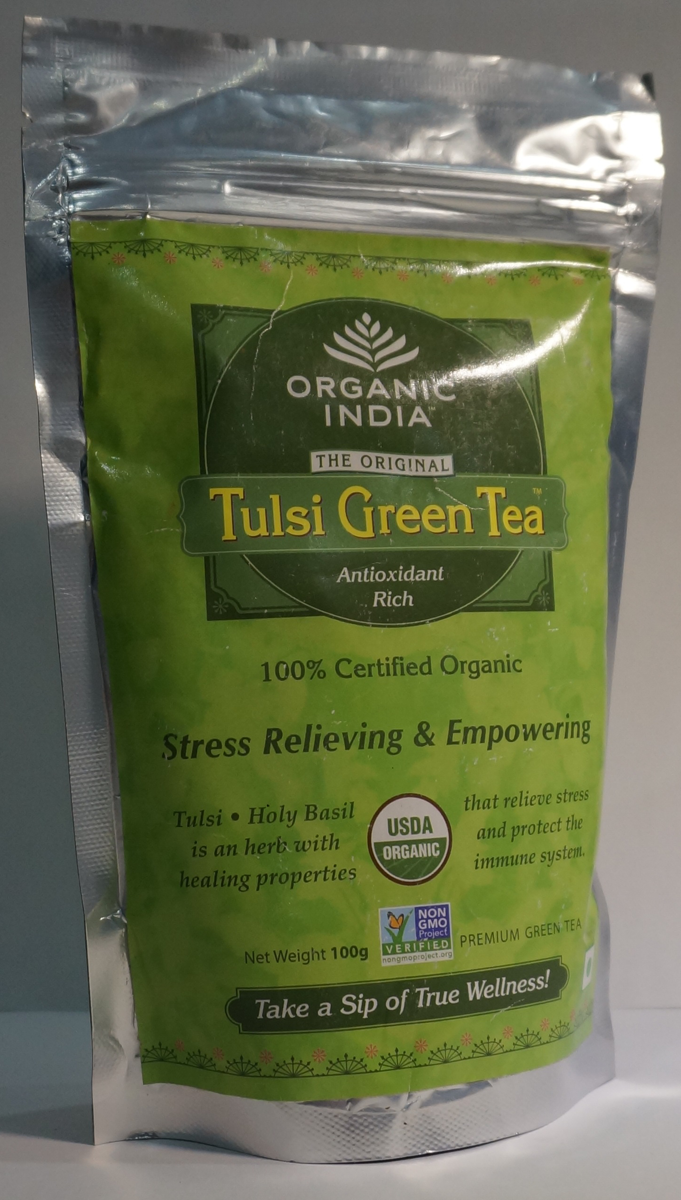 ORGANIC
INDIA™
THE ORIGINAL
Tulsi Green Tea™
Antioxidant
Rich
100% Certified Organic
Stress Relieving & Empowering
Tulsi • Holy Basil
is an herb with
healing properties
USDA
ORGANIC
that relieve stress
and protect the
immune system.
Net Weight 100g
NON
GMO
Project
VERIFIED
nongmoproject.org
PREMIUM GREEN TEA
Take a Sip of True Wellness!